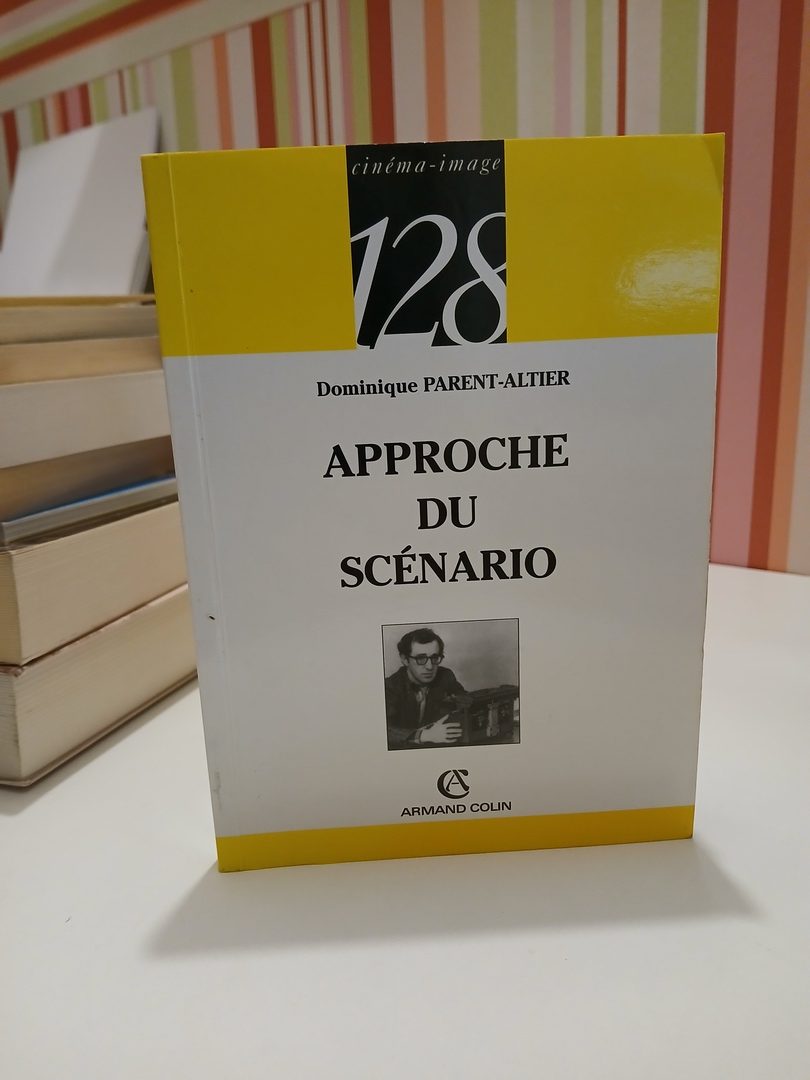 cinéma-image
128
Dominique PARENT-ALTIER
APPROCHE
DU
SCÉNARIO
AC
ARMAND COLIN